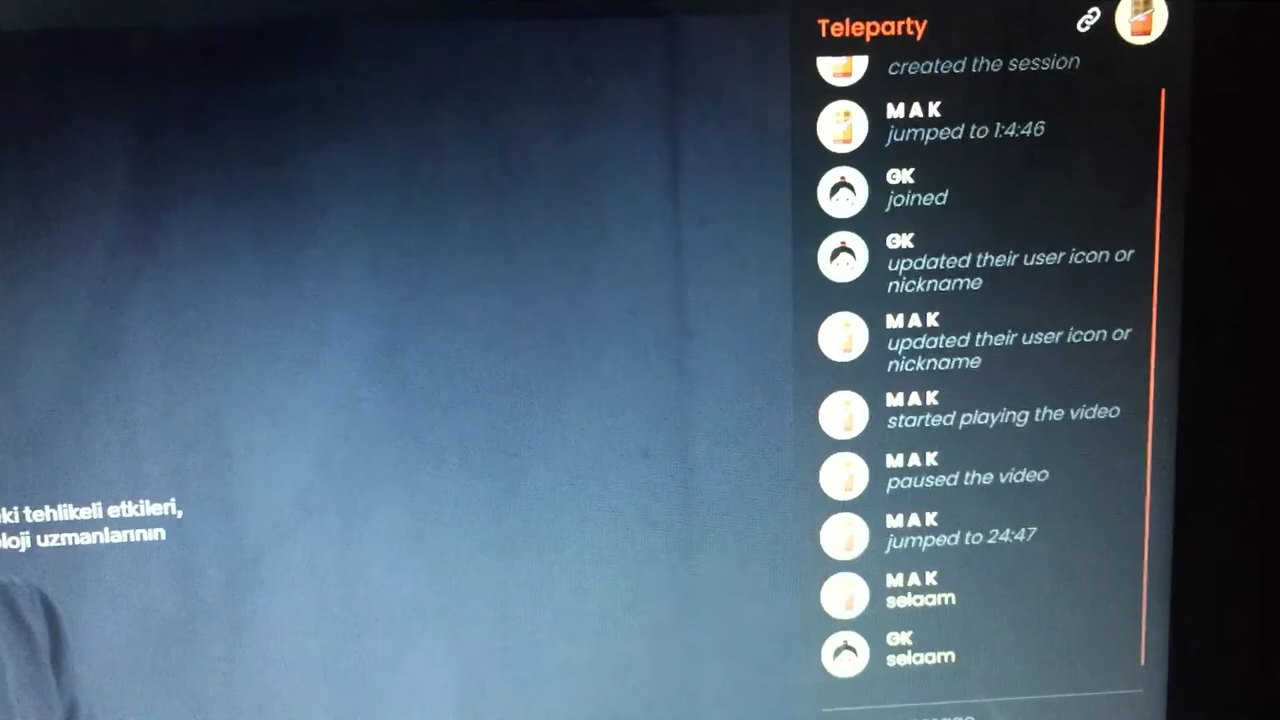 Teleparty
created the session
M A K
jumped to 1:4:46
GK
joined
GK
updated their user icon or
nickname
M A K
updated their user icon or
nickname
M A K
started playing the video
M A K
paused the video
M A K
jumped to 24:47
M A K
selaam
GK
selaam
ki tehlikeli etkileri,
loji uzmanlarının